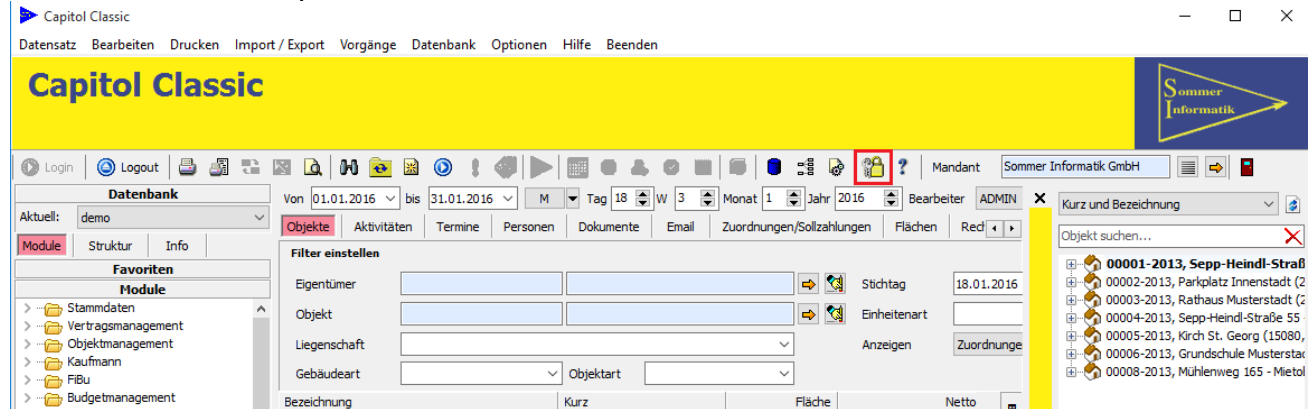 Capitol Classic
Datensatz Bearbeiten Drucken Import / Export Vorgänge Datenbank Optionen Hilfe Beenden
Capitol Classic
Sommer
Informatik
Login Logout ? Mandant Sommer Informatik GmbH
Datenbank
Von 01.01.2016 bis 31.01.2016 M Tag 18 W 3 Monat 1 Jahr 2016 Bearbeiter ADMIN X
Kurz und Bezeichnung
Aktuell: demo
Objekte Aktivitäten Termine Personen Dokumente Email Zuordnungen/Sollzahlungen Flächen Rech
Objekt suchen...
Module Struktur Info
Filter einstellen
Favoriten
Module
Stammdaten
Vertragsmanagement
Objektmanagement
Kaufmann
FiBu
Budgetmanagement
Eigentümer Stichtag 18.01.2016
Objekt Einheitenart
Liegenschaft Anzeigen Zuordnunge
Gebäudeart Objektart
Bezeichnung Kurz Fläche Netto
00001-2013, Sepp-Heindl-Straß
00002-2013, Parkplatz Innenstadt (2
00003-2013, Rathaus Musterstadt (2
00004-2013, Sepp-Heindl-Straße 55 -
00005-2013, Kirch St. Georg (15080,
00006-2013, Grundschule Musterstad
00008-2013, Mühlenweg 165 - Mietol